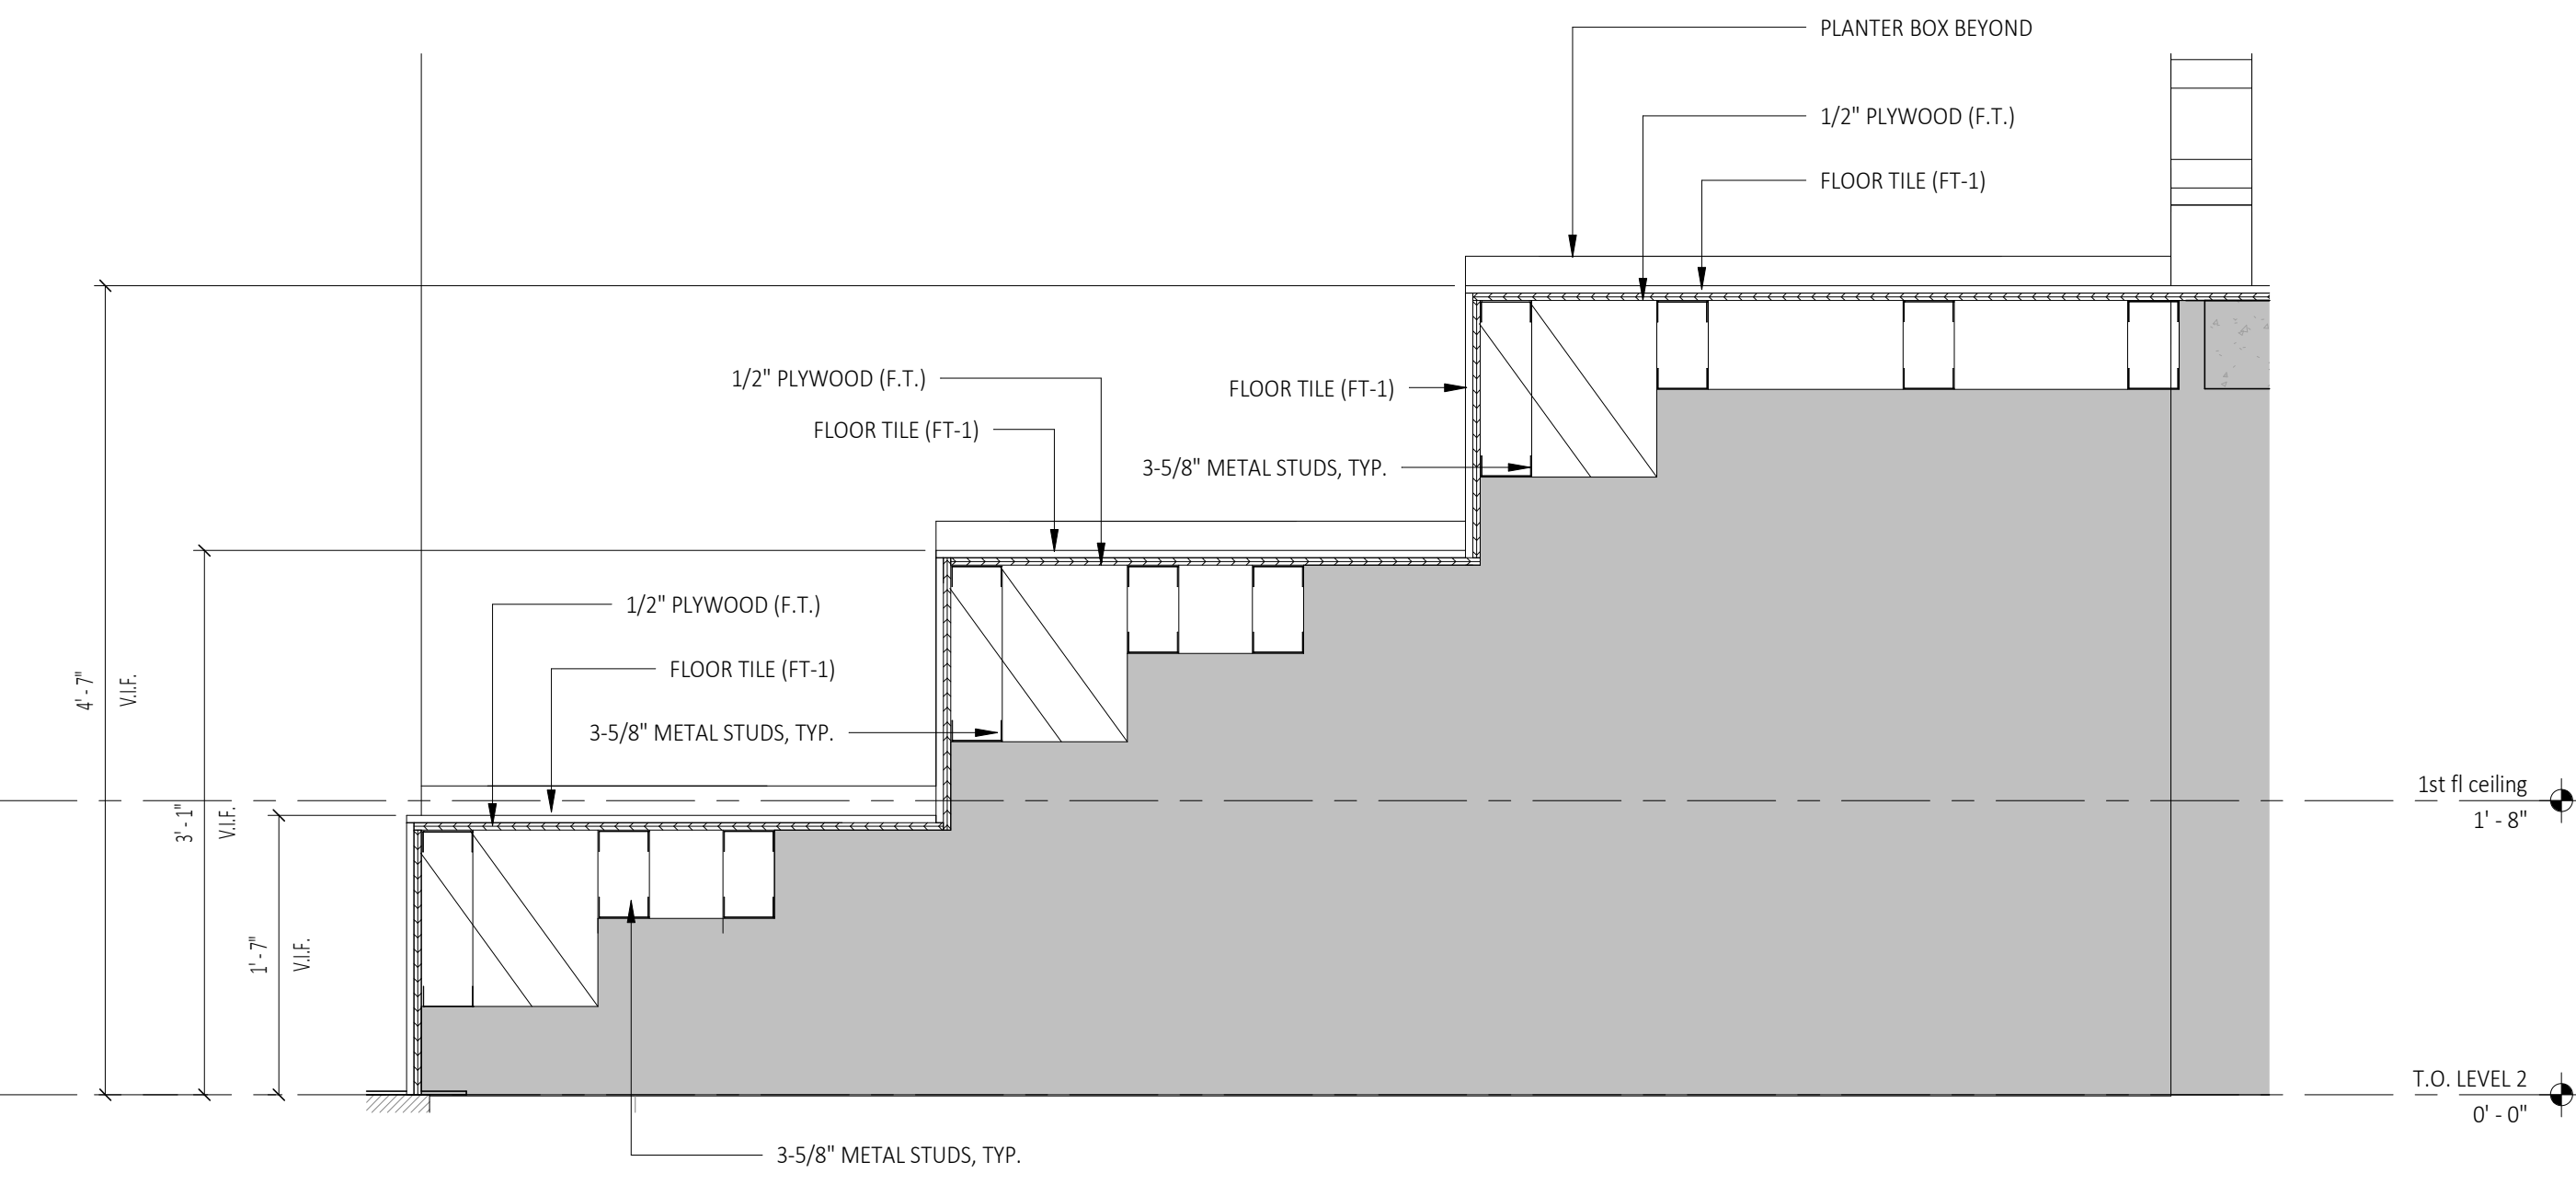 PLANTER BOX BEYOND
1/2" PLYWOOD (F.T.)
FLOOR TILE (FT-1)
1/2" PLYWOOD (F.T.)
FLOOR TILE (FT-1)
FLOOR TILE (FT-1)
3-5/8" METAL STUDS, TYP.
1/2" PLYWOOD (F.T.)
FLOOR TILE (FT-1)
3-5/8" METAL STUDS, TYP.
4' - 7"
V.I.F.
3' - 1"
V.I.F.
1' - 7"
V.I.F.
1st fl ceiling
1' - 8"
T.O. LEVEL 2
0' - 0"
3-5/8" METAL STUDS, TYP.